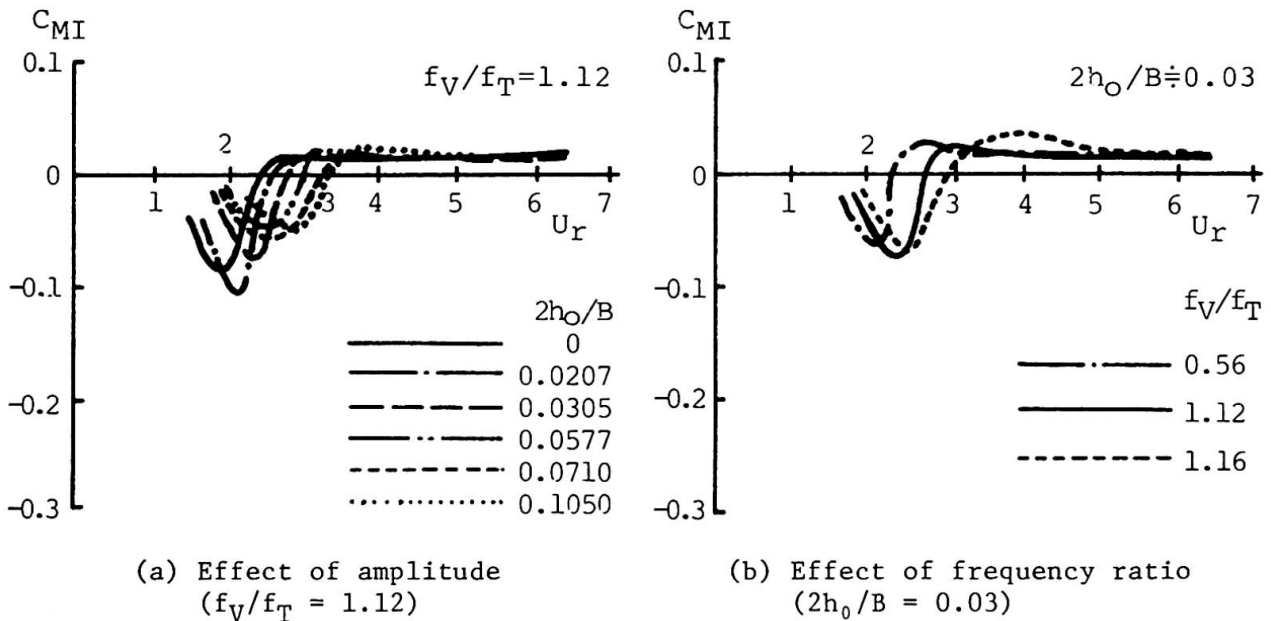 C_MI
0.1
f_V/f_T=1.12
2
0
1
3
4
5
6
7
U_r
-0.1
2h_O/B
0
0.0207
0.0305
0.0577
0.0710
0.1050
-0.2
-0.3
(a) Effect of amplitude
(f_V/f_T = 1.12)
C_MI
0.1
2h_O/B≒0.03
2
0
1
3
4
5
6
7
U_r
-0.1
f_V/f_T
0.56
1.12
1.16
-0.2
-0.3
(b) Effect of frequency ratio
(2h_0/B = 0.03)